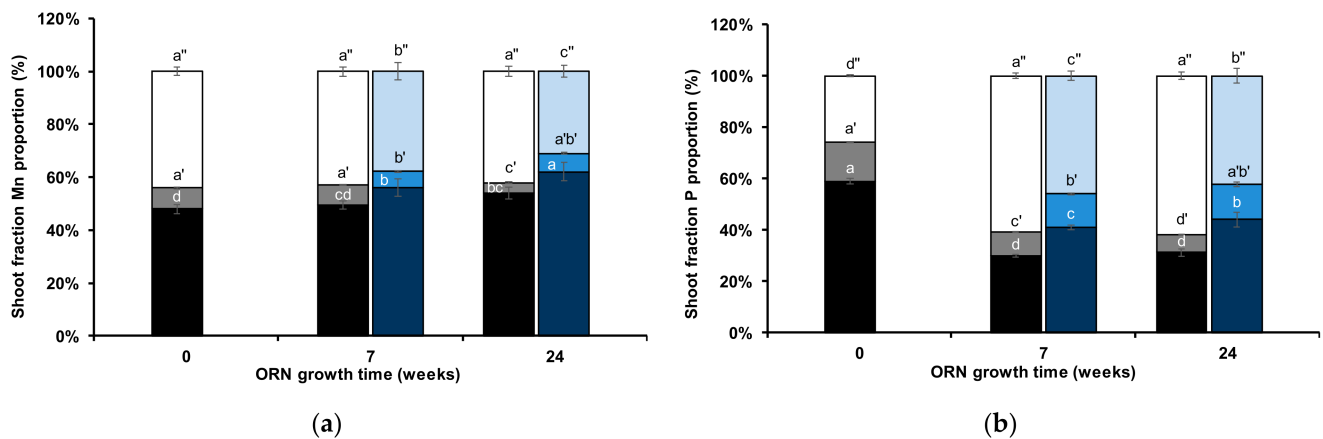 Shoot fraction Mn proportion (%)
120%
100%
80%
60%
40%
20%
0%
a"
a'
d
a"
a'
cd
b"
b'
b
a"
c'
bc
c"
a'b'
a
0
7
24
ORN growth time (weeks)
(a)
Shoot fraction P proportion (%)
120%
100%
80%
60%
40%
20%
0%
d"
a'
a
a"
c'
d
c"
b'
c
a"
d'
d
b"
a'b'
b
0
7
24
ORN growth time (weeks)
(b)